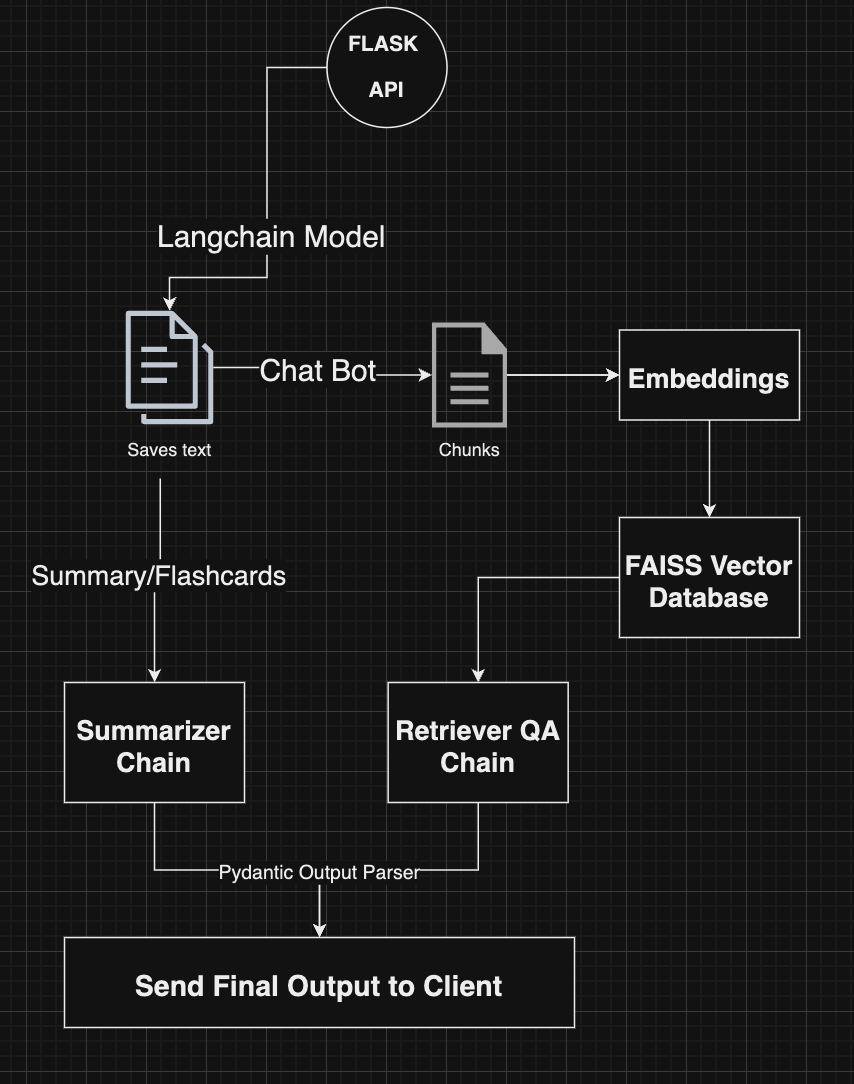 FLASK
API
Langchain Model
Chat Bot
Embeddings
Saves text
Chunks
FAISS Vector
Database
Summary/Flashcards
Summarizer
Chain
Retriever QA
Chain
Pydantic Output Parser
Send Final Output to Client